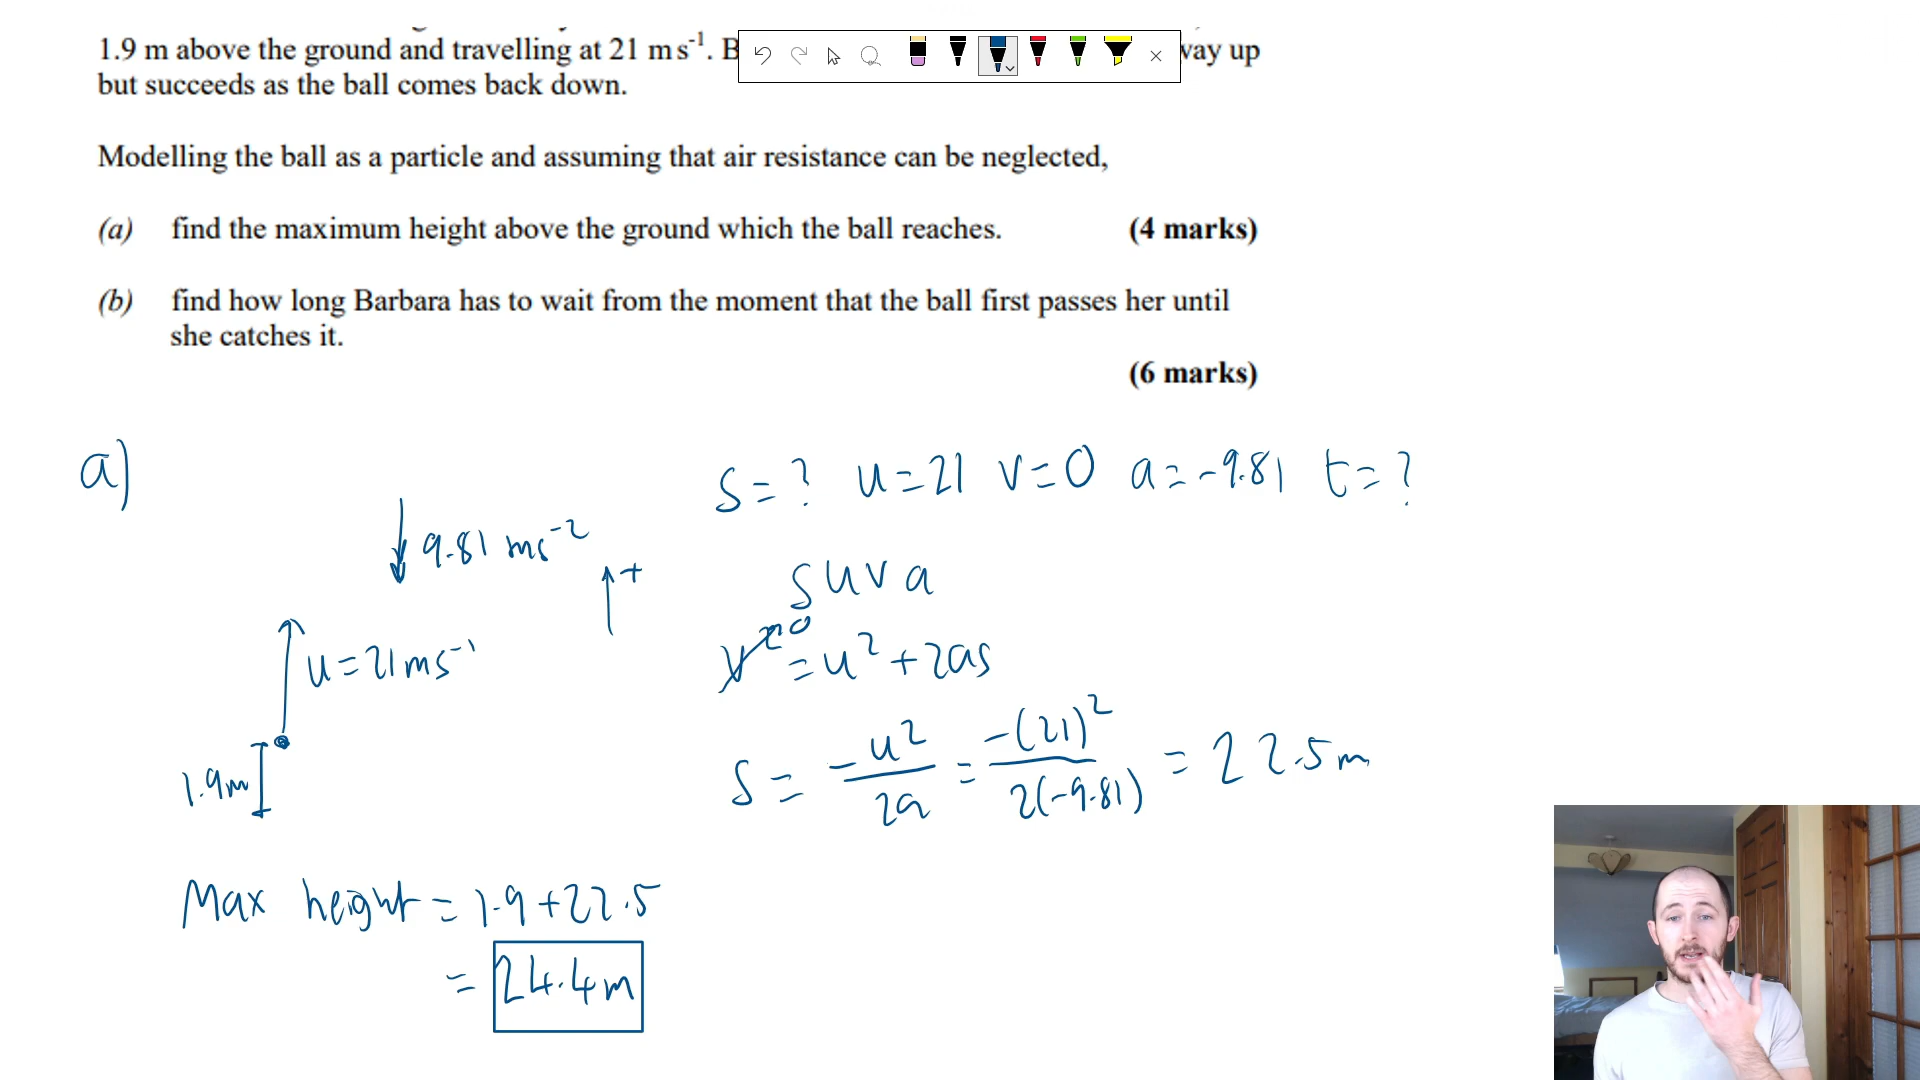 1.9 m above the ground and travelling at 21 m s⁻¹. B way up
but succeeds as the ball comes back down.
Modelling the ball as a particle and assuming that air resistance can be neglected,
(a) find the maximum height above the ground which the ball reaches. (4 marks)
(b) find how long Barbara has to wait from the moment that the ball first passes her until
she catches it.
(6 marks)
a)
s=? u=21 v=0 a=-9.81 t=?
9.81 ms⁻²
+
suva
u=21ms⁻¹
v²=u²+2as
0
s = -u²/2a = -(21)²/2(-9.81) = 22.5m
1.9m
Max height = 1.9+22.5
= 24.4m